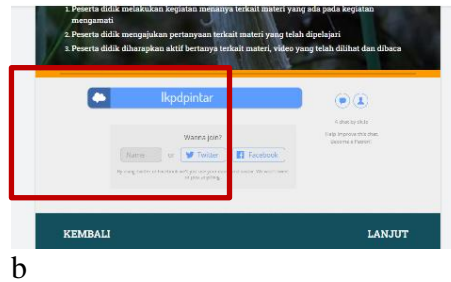 1. Peserta didik melakukan kegiatan menanya terkait materi yang ada pada kegiatan
mengamati
2. Peserta didik mengajukan pertanyaan terkait materi yang telah dipelajari
3. Peserta didik diharapkan aktif bertanya terkait materi, video yang telah dilihat dan dibaca
lkpdpintar
Wanna join?
Name or Twitter Facebook
KEMBALI LANJUT
b